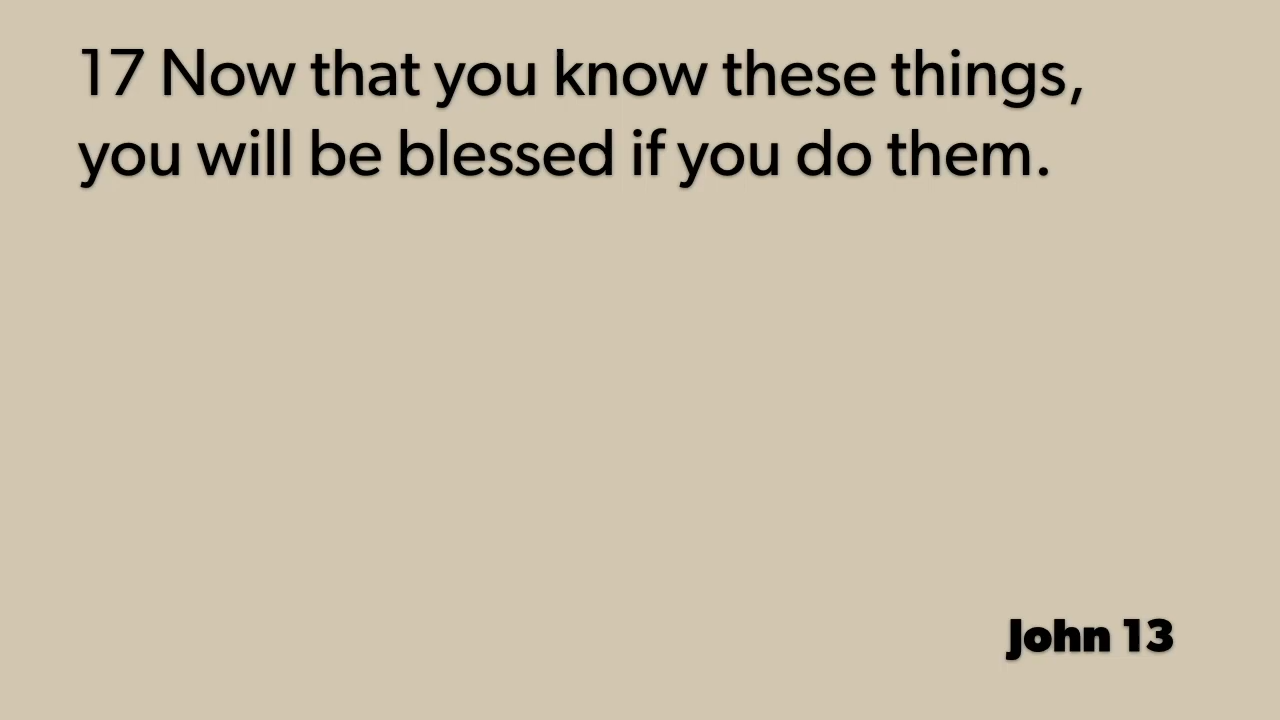 17 Now that you know these things,
you will be blessed if you do them.
John 13